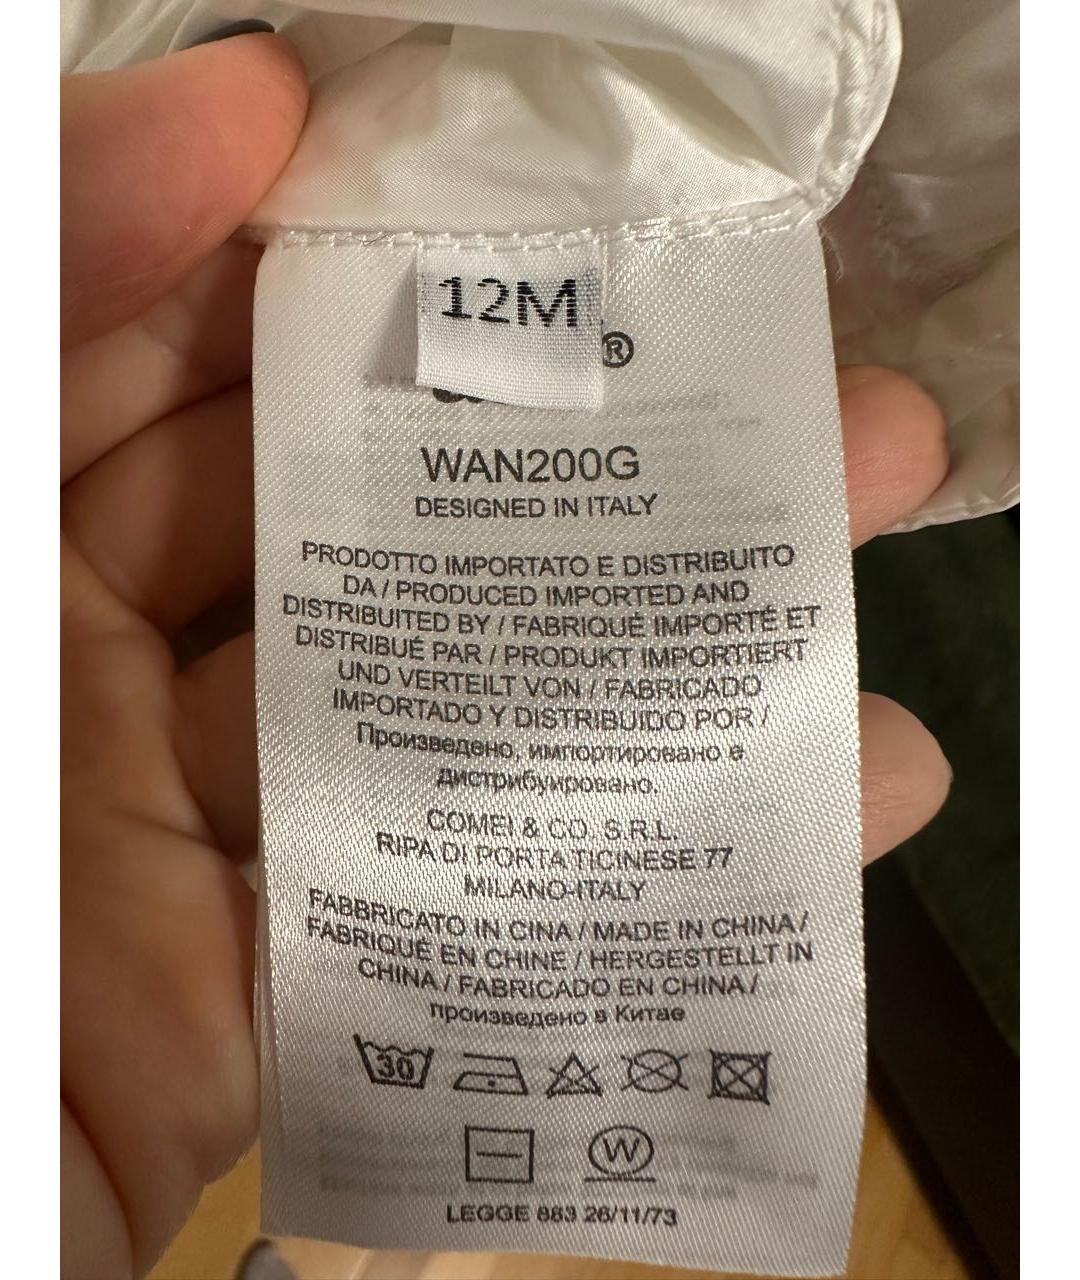 12M
®
WAN200G
DESIGNED IN ITALY
PRODOTTO IMPORTATO E DISTRIBUITO
DA / PRODUCED IMPORTED AND
DISTRIBUTED BY / FABRIQUÉ IMPORTÉ ET
DISTRIBUÉ PAR / PRODUKT IMPORTIERT
UND VERTEILT VON / FABRICADO
IMPORTADO Y DISTRIBUIDO POR /
Произведено, импортировано е
дистрибуировано.
COMEI & CO. S.R.L.
RIPA DI PORTA TICINESE 77
MILANO-ITALY
FABBRICATO IN CINA / MADE IN CHINA /
FABRIQUÉ EN CHINE / HERGESTELLT IN
CHINA / FABRICADO EN CHINA /
произведено в Китае
30
W
LEGGE 883 26/11/73